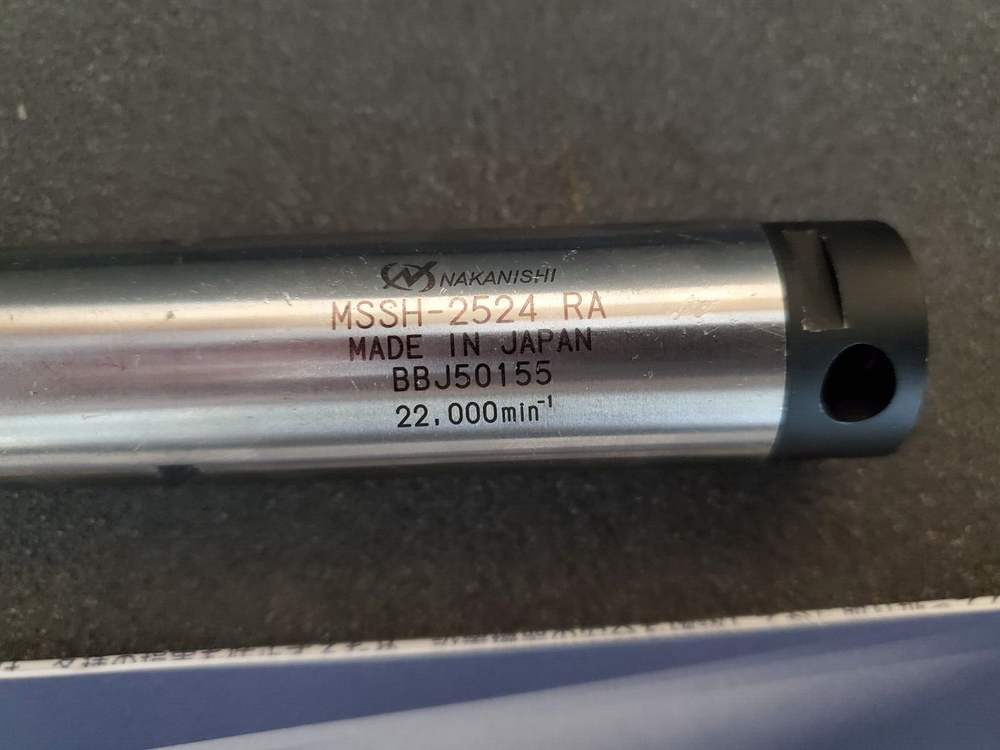 NAKANISHI
MSSH-2524 RA
MADE IN JAPAN
BBJ50155
22,000min⁻¹